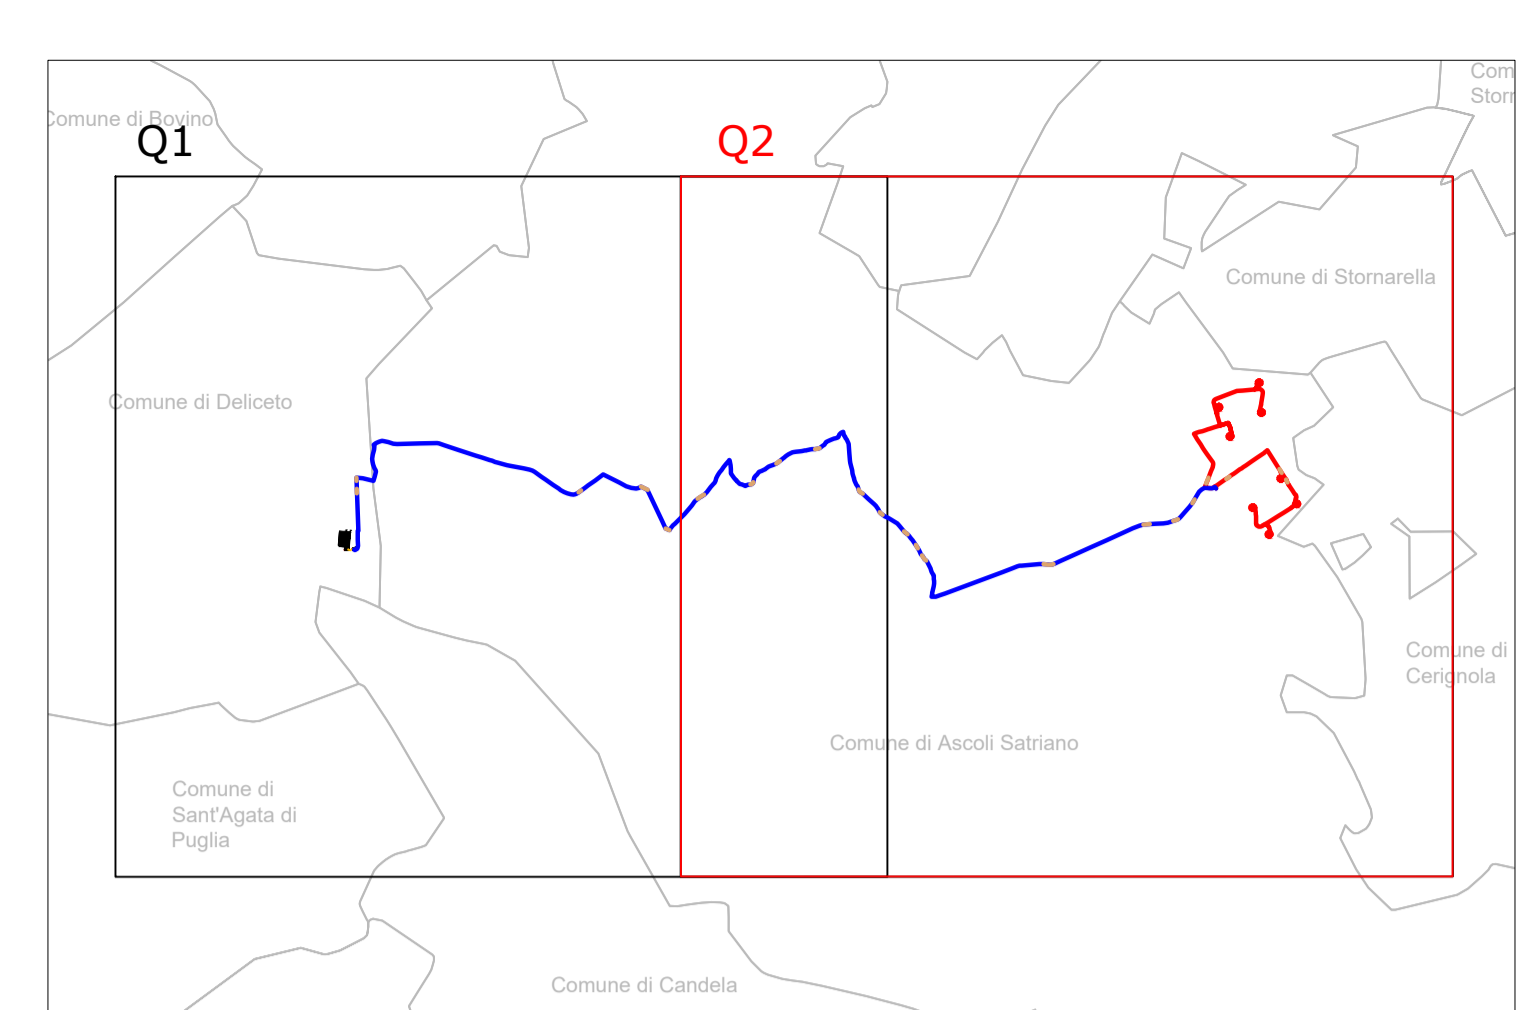 Com
Storn
Comune di Bovino
Q1
Q2
Comune di Stornarella
Comune di Deliceto
Comune di
Cerignola
Comune di Ascoli Satriano
Comune di
Sant'Agata di
Puglia
Comune di Candela